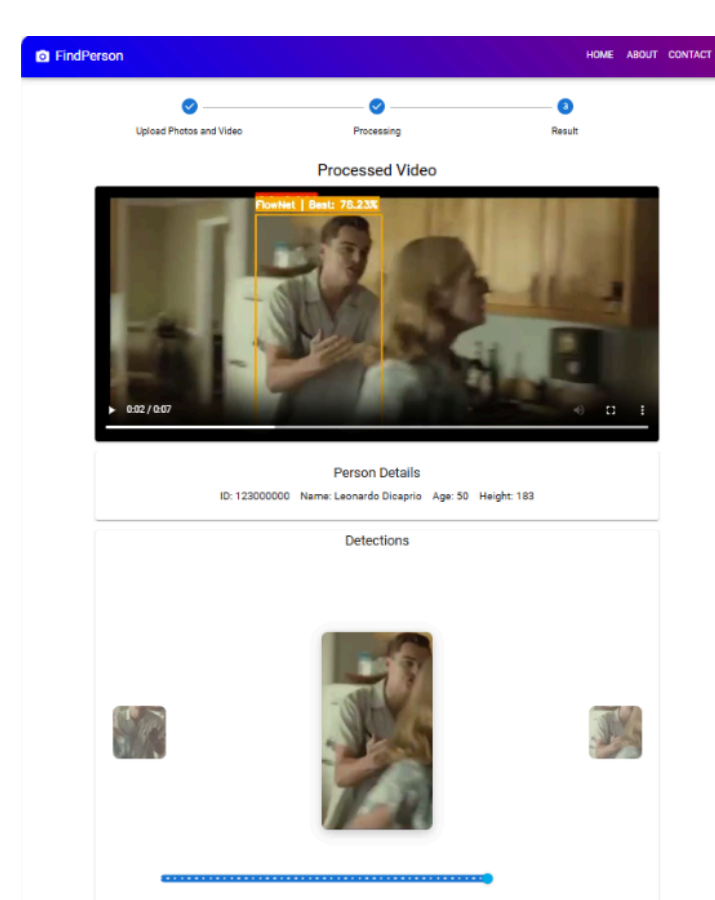 FindPerson
HOME ABOUT CONTACT
3
Upload Photos and Video Processing Result
Processed Video
FlowNet | Best: 78.23%
0:02 / 0:07
Person Details
ID: 123000000 Name: Leonardo Dicaprio Age: 50 Height: 183
Detections